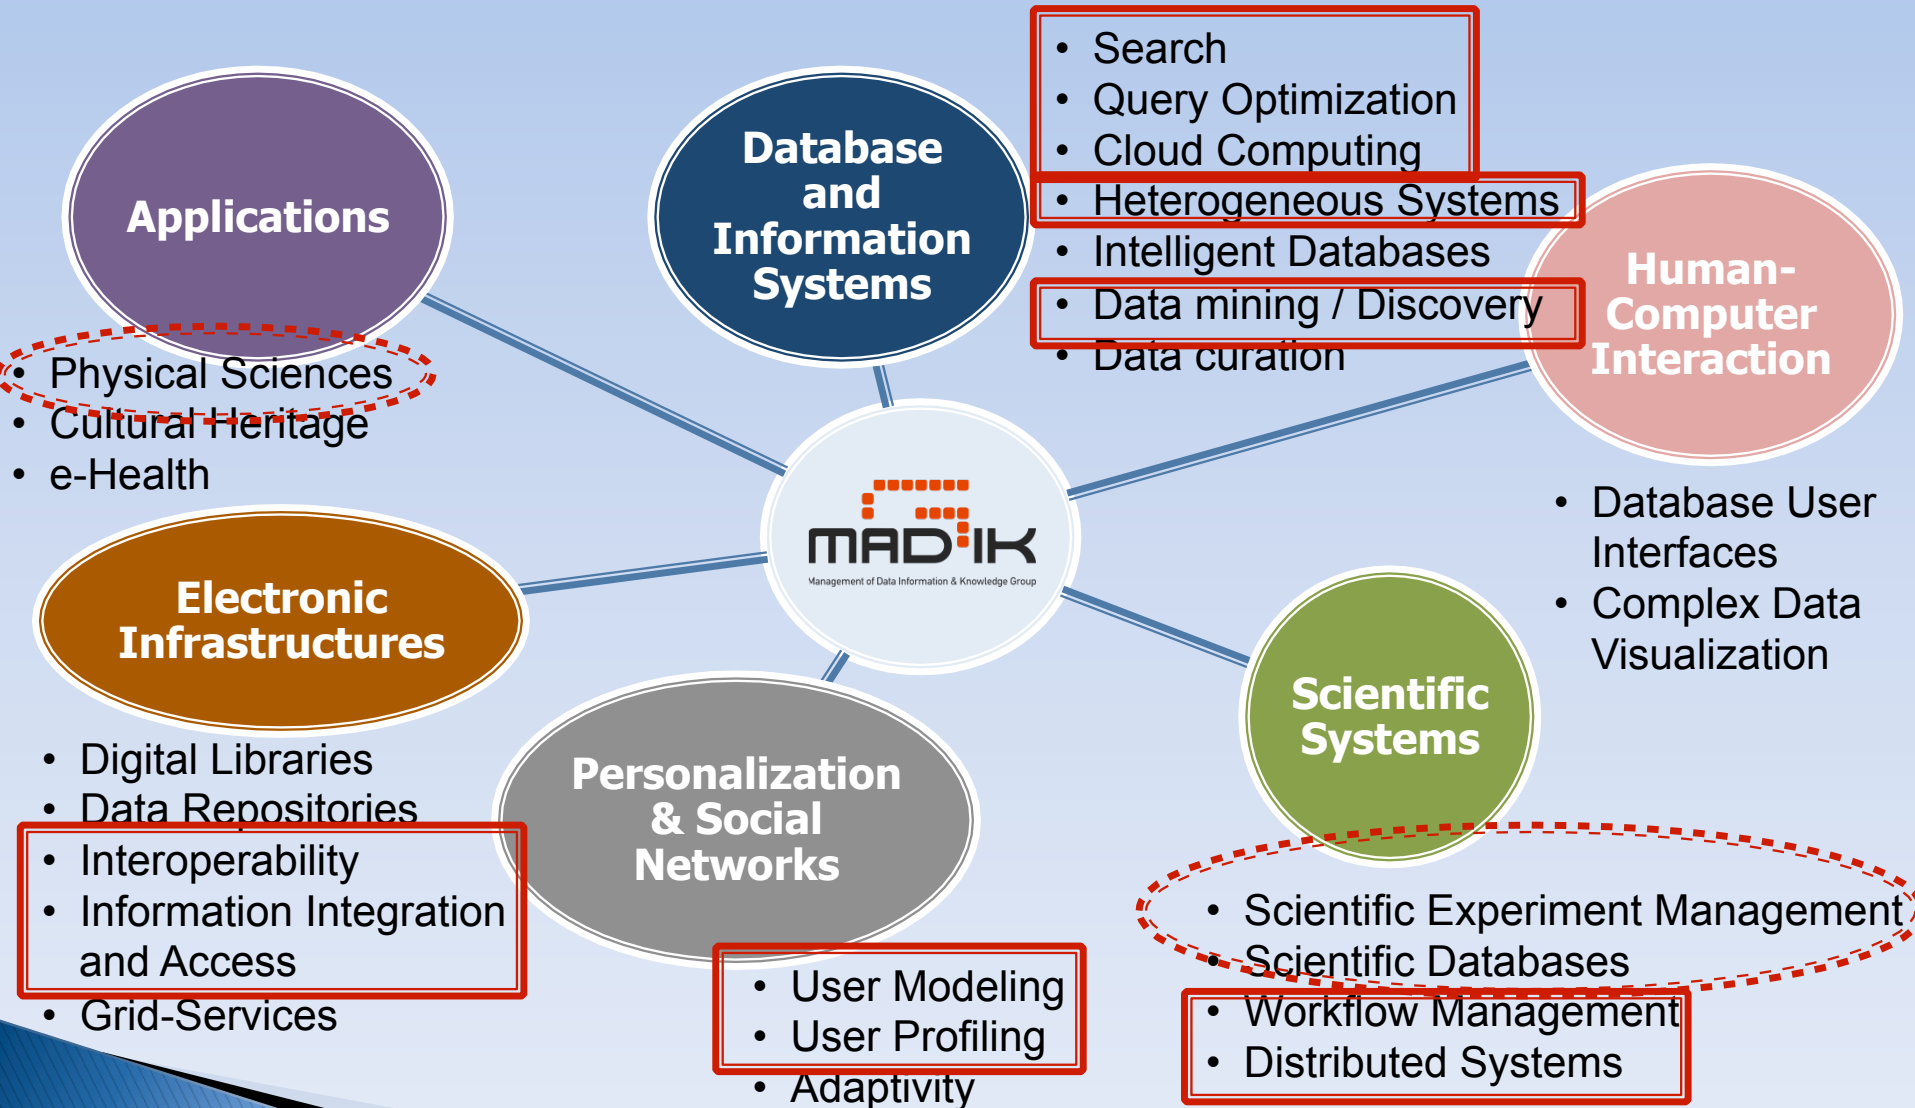 Applications
• Physical Sciences
• Cultural Heritage
• e-Health
Database
and
Information
Systems
• Search
• Query Optimization
• Cloud Computing
• Heterogeneous Systems
• Intelligent Databases
• Data mining / Discovery
• Data curation
Human-
Computer
Interaction
• Database User
Interfaces
• Complex Data
Visualization
MADgIK
Management of Data Information & Knowledge Group
Electronic
Infrastructures
• Digital Libraries
• Data Repositories
• Interoperability
• Information Integration
and Access
• Grid-Services
Personalization
& Social
Networks
• User Modeling
• User Profiling
• Adaptivity
Scientific
Systems
• Scientific Experiment Management
• Scientific Databases
• Workflow Management
• Distributed Systems